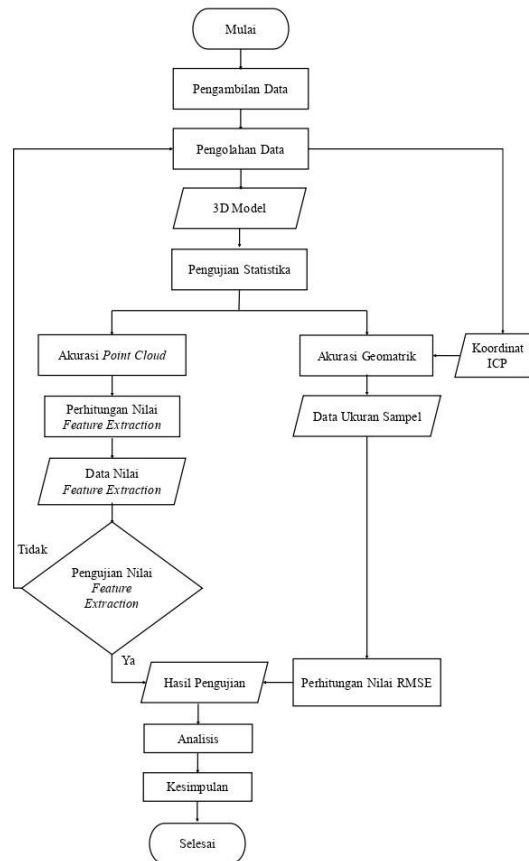 Mulai
Pengambilan Data
Pengolahan Data
3D Model
Pengujian Statistika
Akurasi Point Cloud
Akurasi Geomatrik
Koordinat
ICP
Perhitungan Nilai
Feature Extraction
Data Ukuran Sampel
Data Nilai
Feature Extraction
Tidak
Pengujian Nilai
Feature
Extraction
Ya
Hasil Pengujian
Perhitungan Nilai RMSE
Analisis
Kesimpulan
Selesai